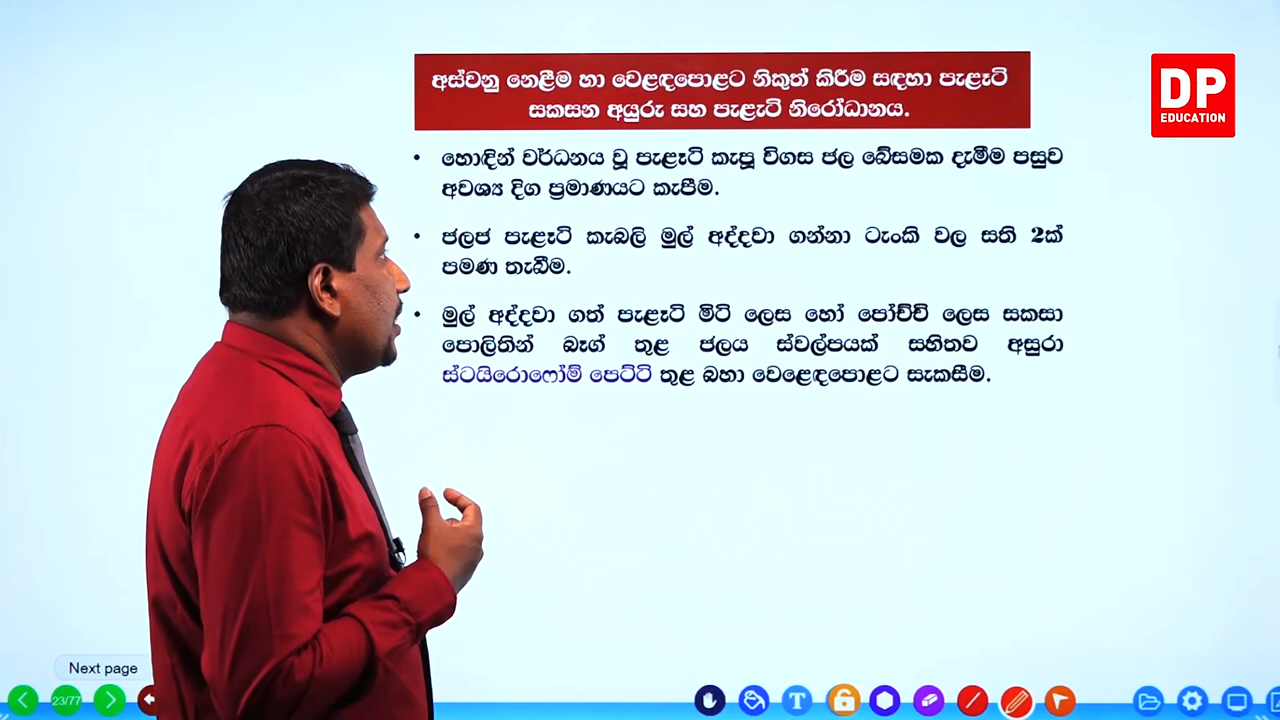 අස්වනු නෙළීම හා වෙළඳපොළට නිකුත් කිරීම සඳහා පැළෑටි
සකසන අයුරු සහ පැළැටි නිරෝධානය.
DP
EDUCATION
• හොඳින් වර්ධනය වූ පැළෑටි කැපූ විගස ජල බේසමක දැමීම පසුව
අවශ්‍ය දිග ප්‍රමාණයට කැපීම.
• ජලජ පැළෑටි කැබලි මුල් අද්දවා ගන්නා ටැංකි වල සති 2ක්
පමණ තැබීම.
• මුල් අද්දවා ගත් පැළෑටි මිටි ලෙස හෝ පෝච්චි ලෙස සකසා
පොලිතින් බෑග් තුළ ජලය ස්වල්පයක් සහිතව අසුරා
ස්ටයිරොෆෝම් පෙට්ටි තුළ බහා වෙළෙඳපොළට සැකසීම.
Next page
23/77